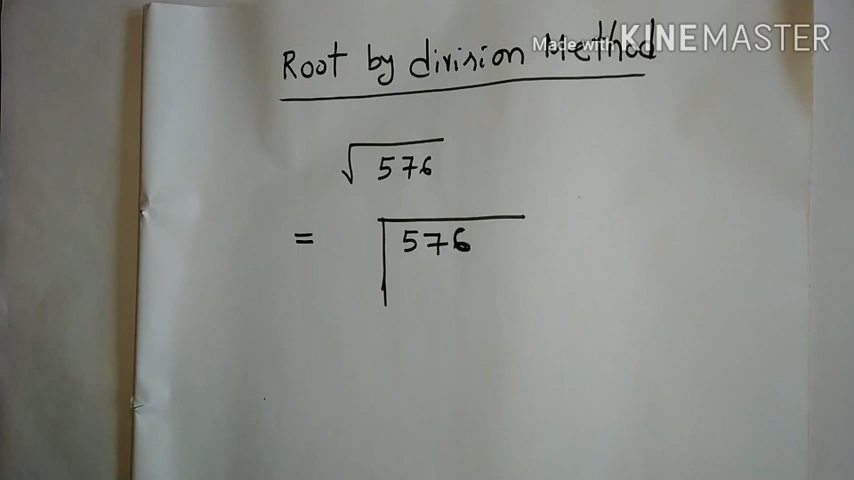 Root by division Method
Made with KINEMASTER
√576
= 576